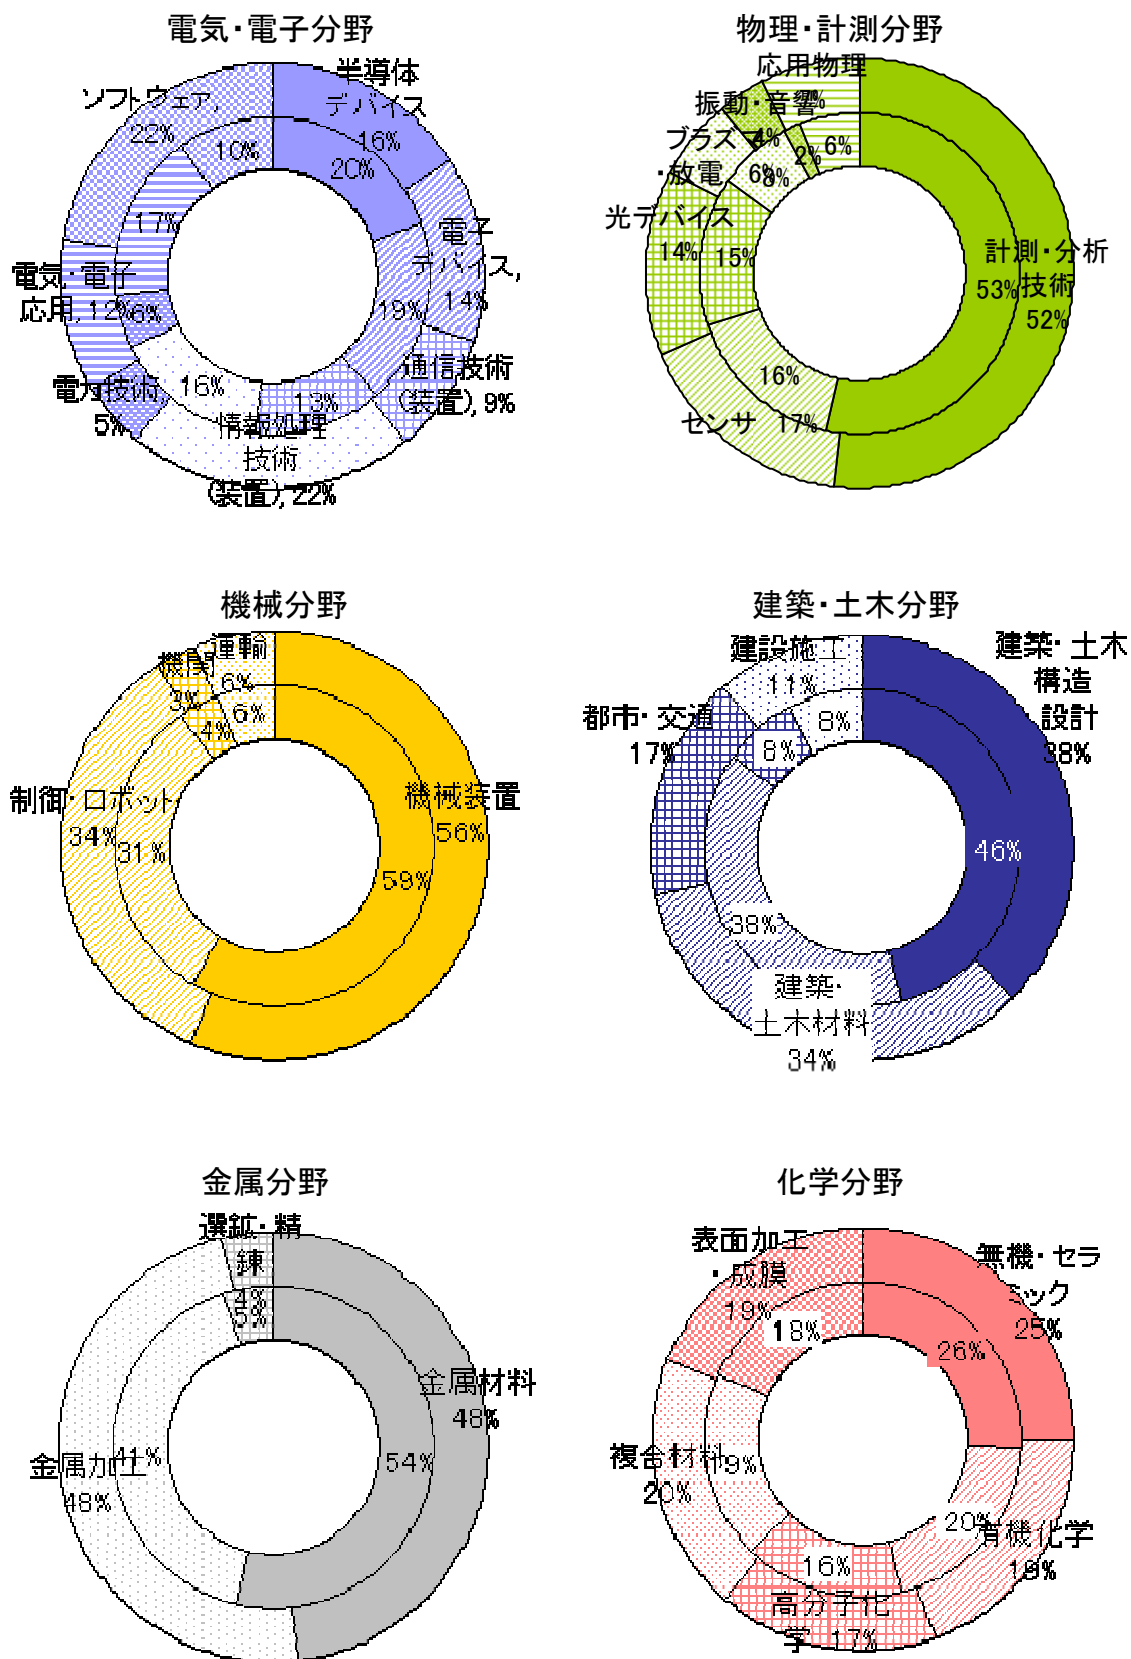 電気・電子分野
半導体
デバイス
16%
20%
電子
デバイス,
14%
19%
通信技術
(装置), 9%
13%
情報処理
技術
(装置), 22%
16%
電力技術,
5%
6%
電気・電子
応用, 12%
17%
ソフトウェア,
22%
10%
物理・計測分野
計測・分析
技術
52%
53%
センサ 17%
16%
光デバイス
14%
15%
プラズマ
・放電 6%
8%
振動・音響
4%
2%
応用物理
6%
機械分野
機械装置
56%
59%
制御・ロボット
34%
31%
機関
3%
4%
運輸
6%
6%
建築・土木分野
建築・土木
構造
設計
38%
46%
建築・
土木材料
34%
38%
都市・交通
17%
8%
建設施工
11%
8%
金属分野
金属材料
48%
54%
金属加工
48%
41%
選鉱・精
錬
4%
5%
化学分野
無機・セラ
ミック
25%
26%
有機化学
19%
20%
高分子化
学 17%
16%
複合材料
20%
19%
表面加工
・成膜
19%
18%